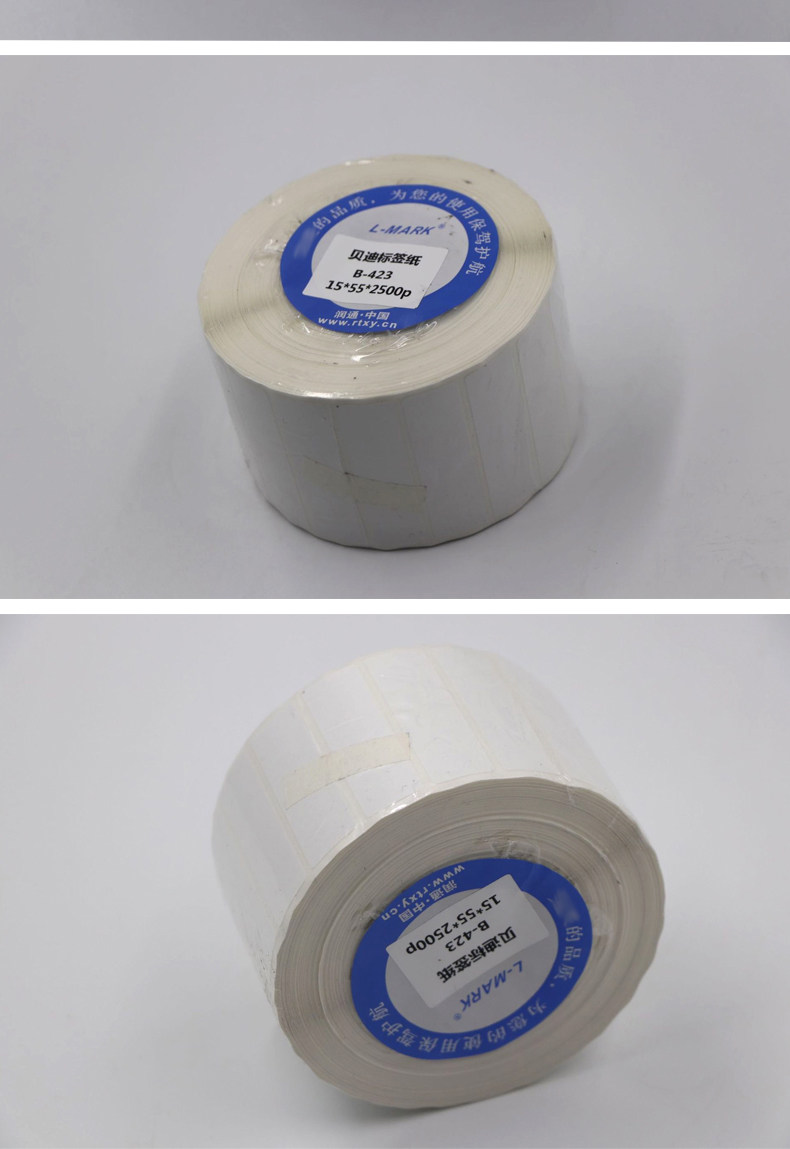 的品质，为您的使用保驾护航
L-MARK®
贝迪标签纸
B-423
15*55*2500p
润通·中国
www.rtxy.cn
www.rtxy.cn
润通·中国
15*55*2500p
B-423
贝迪标签纸
L-MARK®
的品质，为您的使用保驾护航